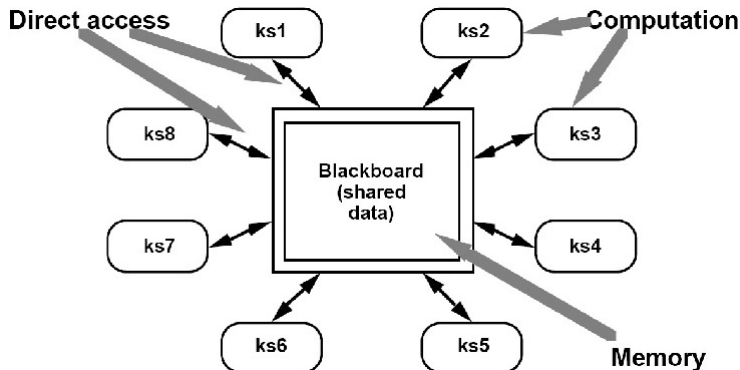 Direct access
ks1
ks2
Computation
ks8
ks3
Blackboard
(shared
data)
ks7
ks4
ks6
ks5
Memory